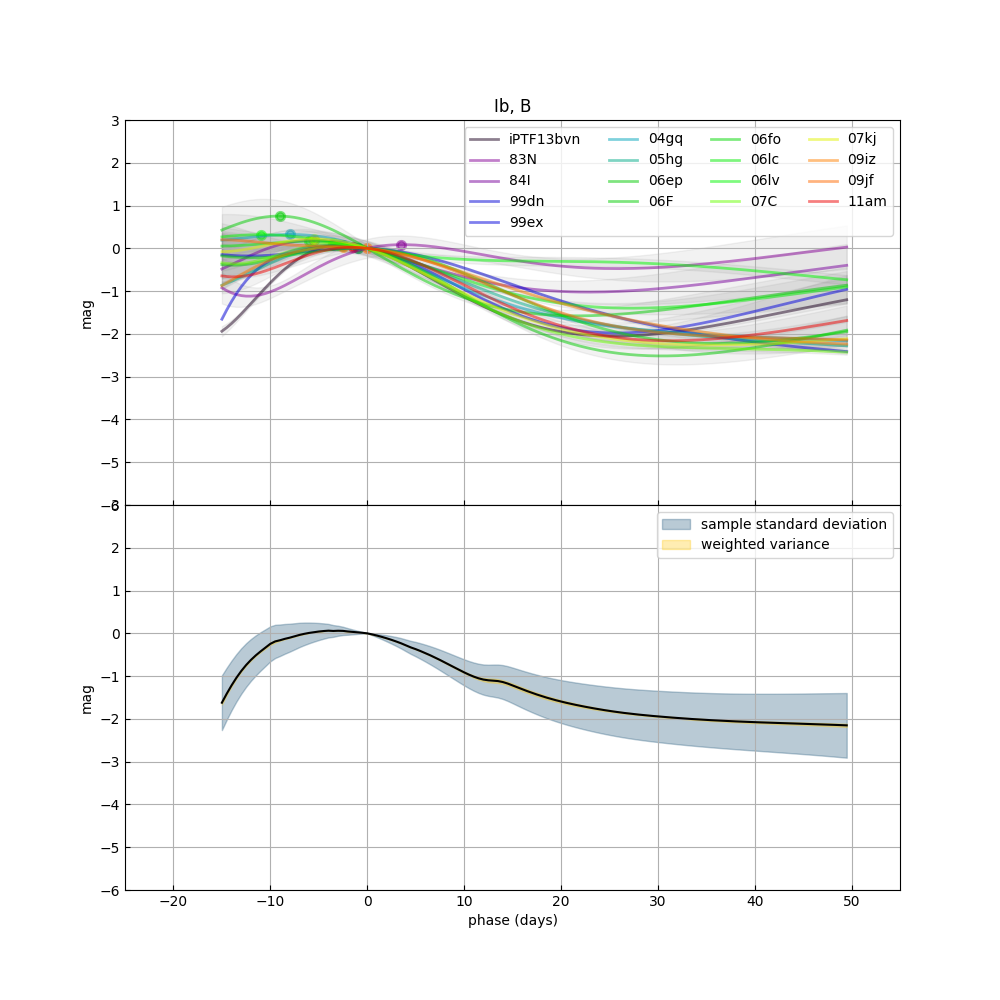 Ib, B
3
2
1
0
−1
−2
−3
−4
−5
mag
iPTF13bvn 04gq 06fo 07kj
83N 05hg 06lc 09iz
84I 06ep 06lv 09jf
99dn 06F 07C 11am
99ex
3
2
1
0
−1
−2
−3
−4
−5
−6
mag
sample standard deviation
weighted variance
−20 −10 0 10 20 30 40 50
phase (days)